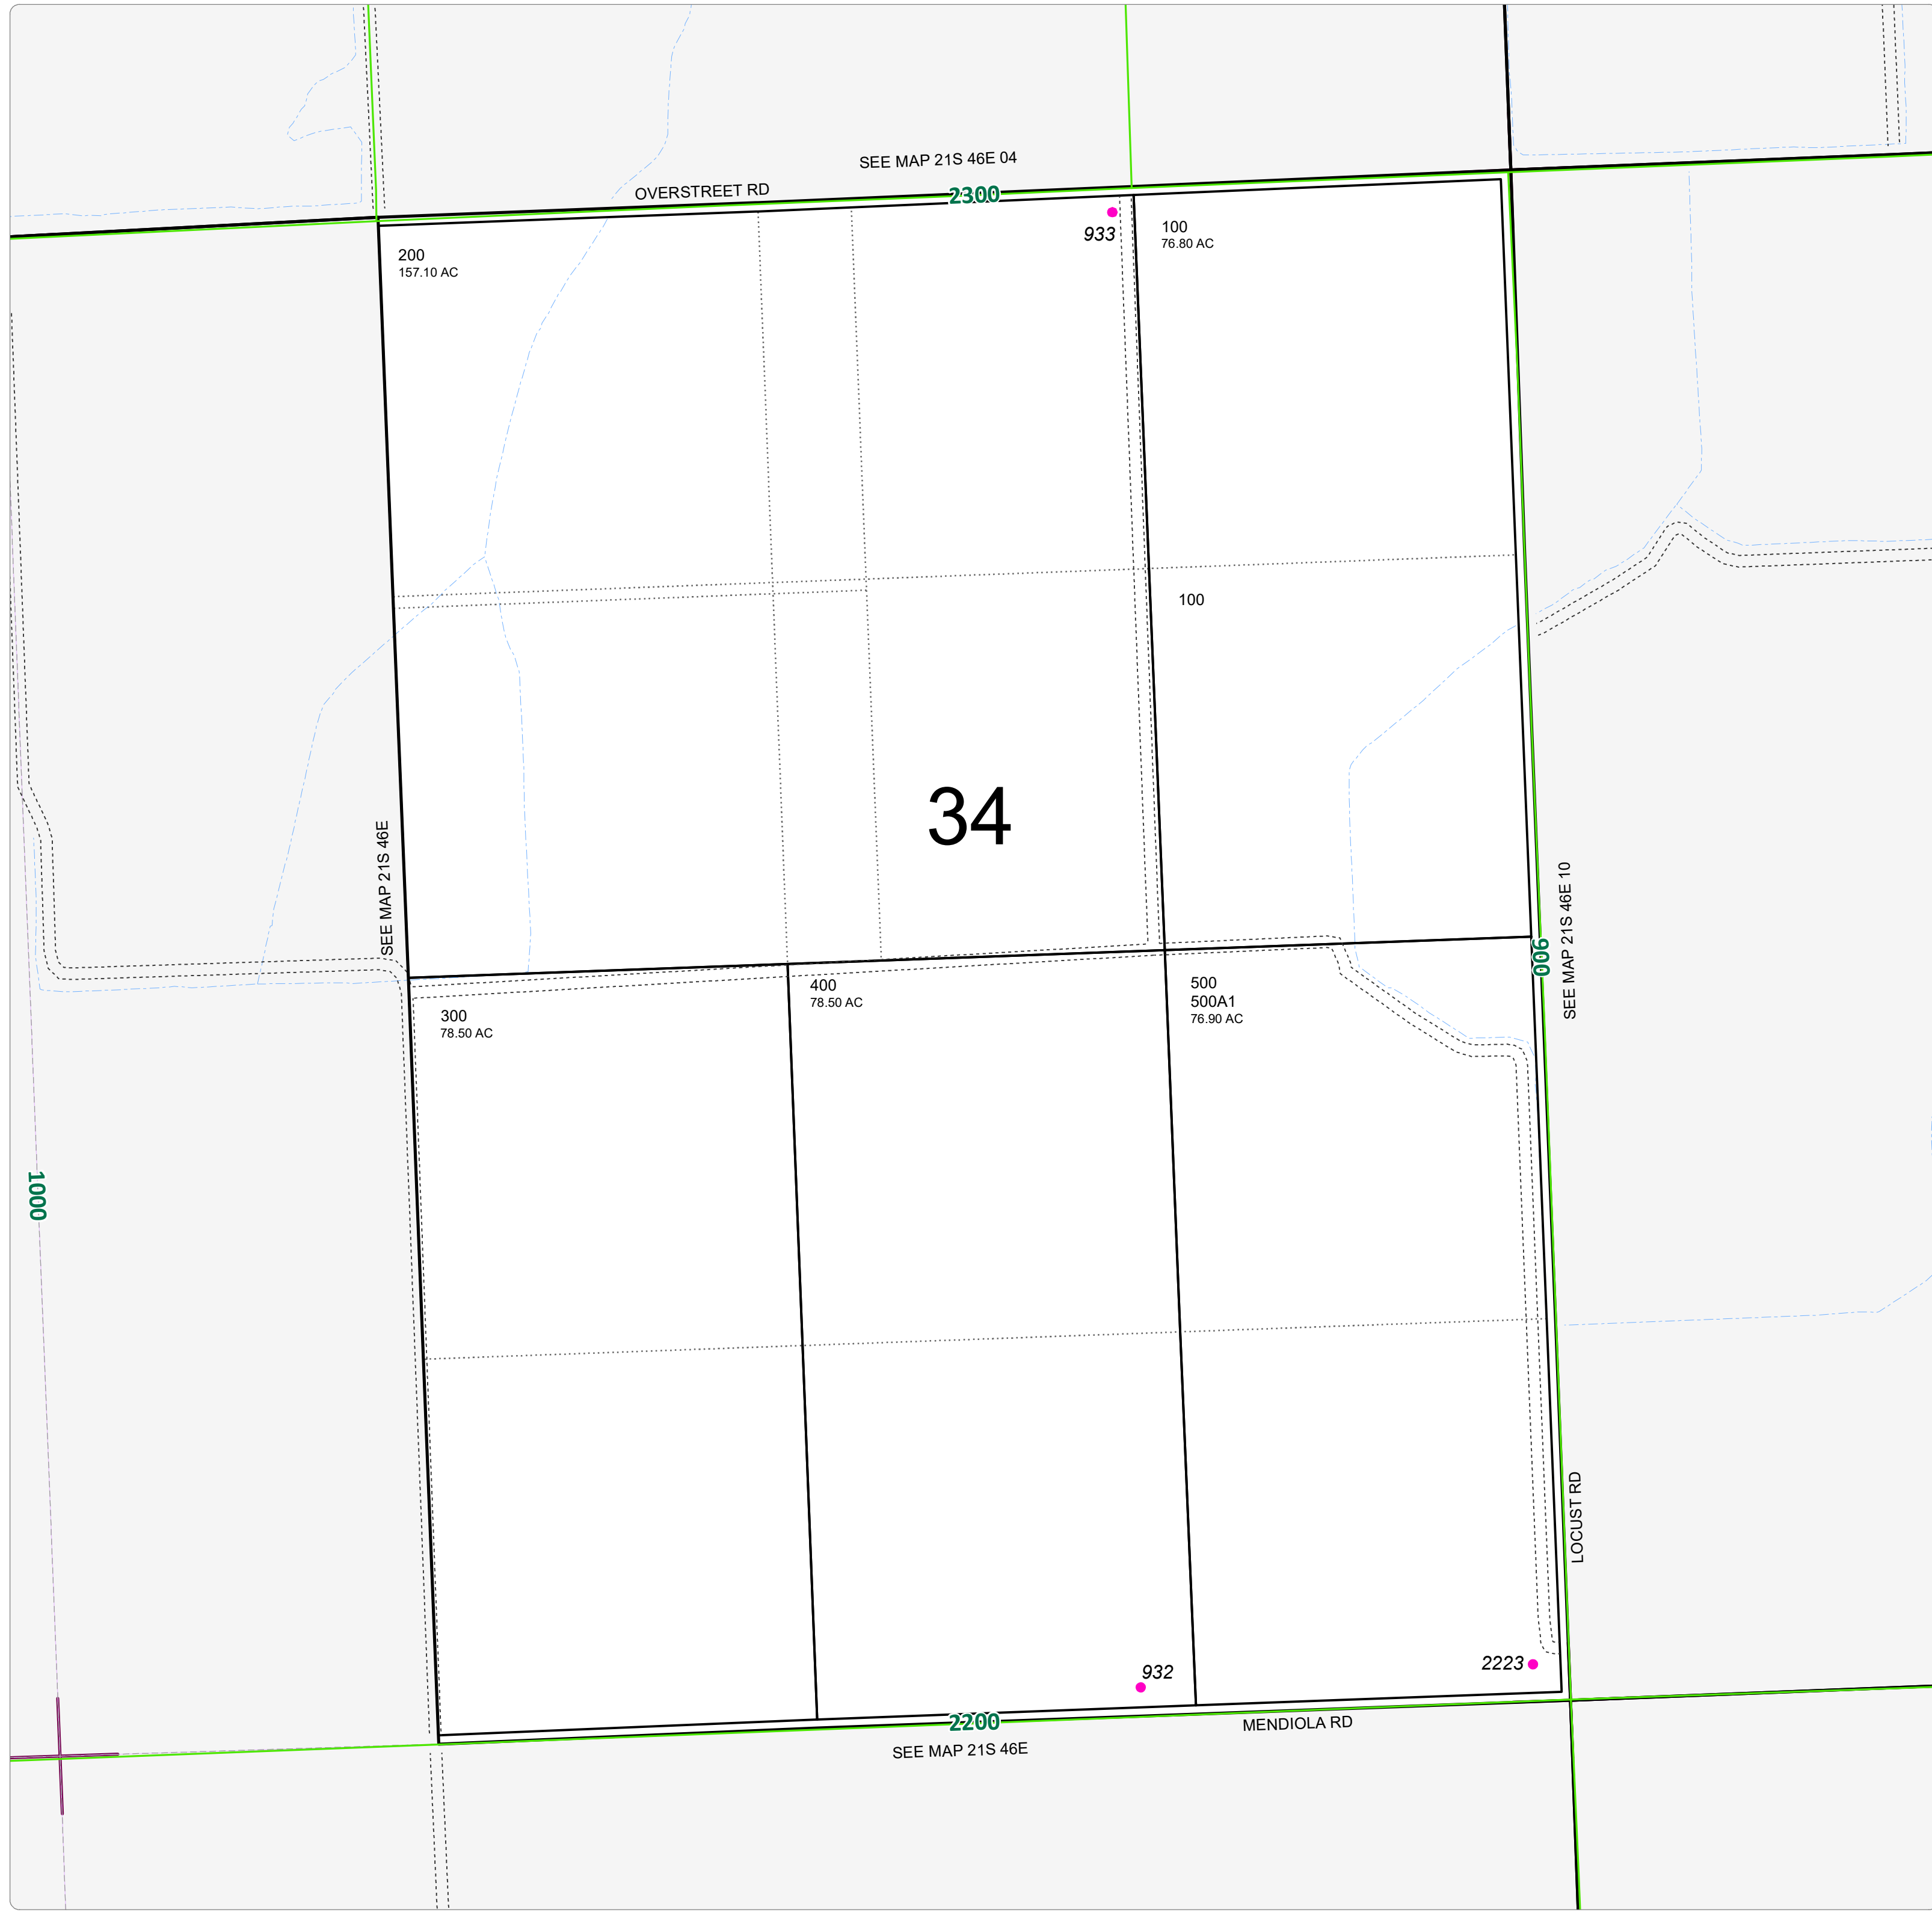 SEE MAP 21S 46E 04
OVERSTREET RD
2300
933
100
76.80 AC
200
157.10 AC
100
34
SEE MAP 21S 46E
SEE MAP 21S 46E 10
900
400
78.50 AC
500
500A1
76.90 AC
300
78.50 AC
1000
LOCUST RD
932
2223
2200
MENDIOLA RD
SEE MAP 21S 46E